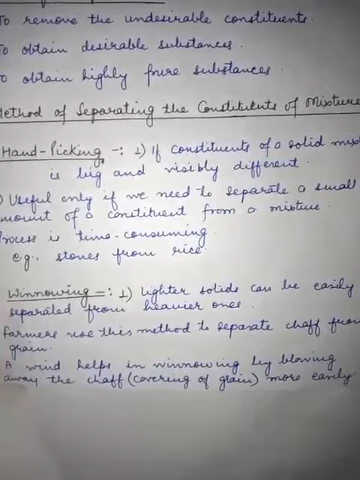 To remove the undesirable constituents.
To obtain desirable substances.
To obtain highly pure substances.
Method of Separating the Constituents of Mixture
Hand-Picking -: 1) If constituents of a solid mix
is big and visibly different.
) Useful only if we need to separate a small
amount of a constituent from a mixture.
Process is time-consuming.
e.g., stones from rice.
Winnowing -: 1) Lighter solids can be easily
separated from heavier ones.
Farmers use this method to separate chaff from
grain.
A wind helps in winnowing by blowing
away the chaff (covering of grain) more easily